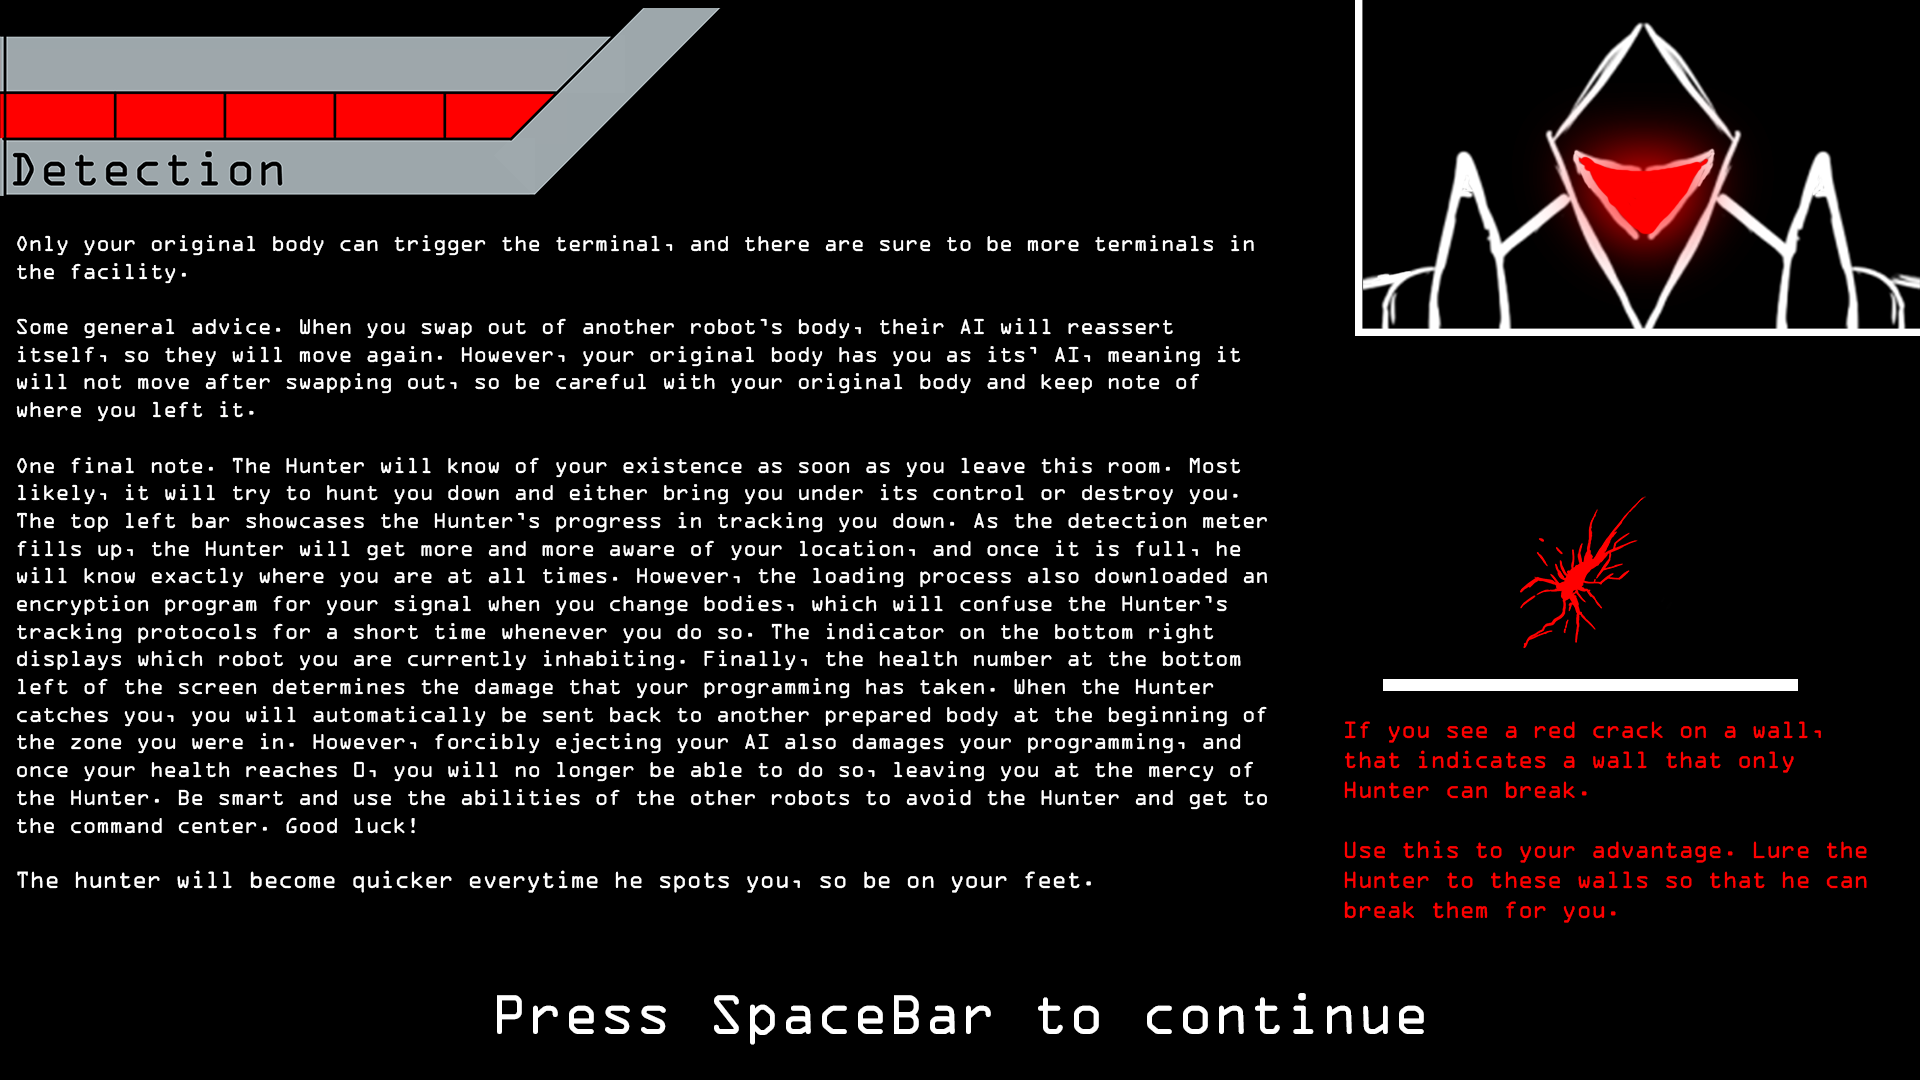 Detection
Only your original body can trigger the terminal, and there are sure to be more terminals in
the facility.
Some general advice. When you swap out of another robot's body, their AI will reassert
itself, so they will move again. However, your original body has you as its' AI, meaning it
will not move after swapping out, so be careful with your original body and keep note of
where you left it.
One final note. The Hunter will know of your existence as soon as you leave this room. Most
likely, it will try to hunt you down and either bring you under its control or destroy you.
The top left bar showcases the Hunter's progress in tracking you down. As the detection meter
fills up, the Hunter will get more and more aware of your location, and once it is full, he
will know exactly where you are at all times. However, the loading process also downloaded an
encryption program for your signal when you change bodies, which will confuse the Hunter's
tracking protocols for a short time whenever you do so. The indicator on the bottom right
displays which robot you are currently inhabiting. Finally, the health number at the bottom
left of the screen determines the damage that your programming has taken. When the Hunter
catches you, you will automatically be sent back to another prepared body at the beginning of
the zone you were in. However, forcibly ejecting your AI also damages your programming, and
once your health reaches 0, you will no longer be able to do so, leaving you at the mercy of
the Hunter. Be smart and use the abilities of the other robots to avoid the Hunter and get to
the command center. Good luck!
The hunter will become quicker everytime he spots you, so be on your feet.
If you see a red crack on a wall,
that indicates a wall that only
Hunter can break.
Use this to your advantage. Lure the
Hunter to these walls so that he can
break them for you.
Press SpaceBar to continue